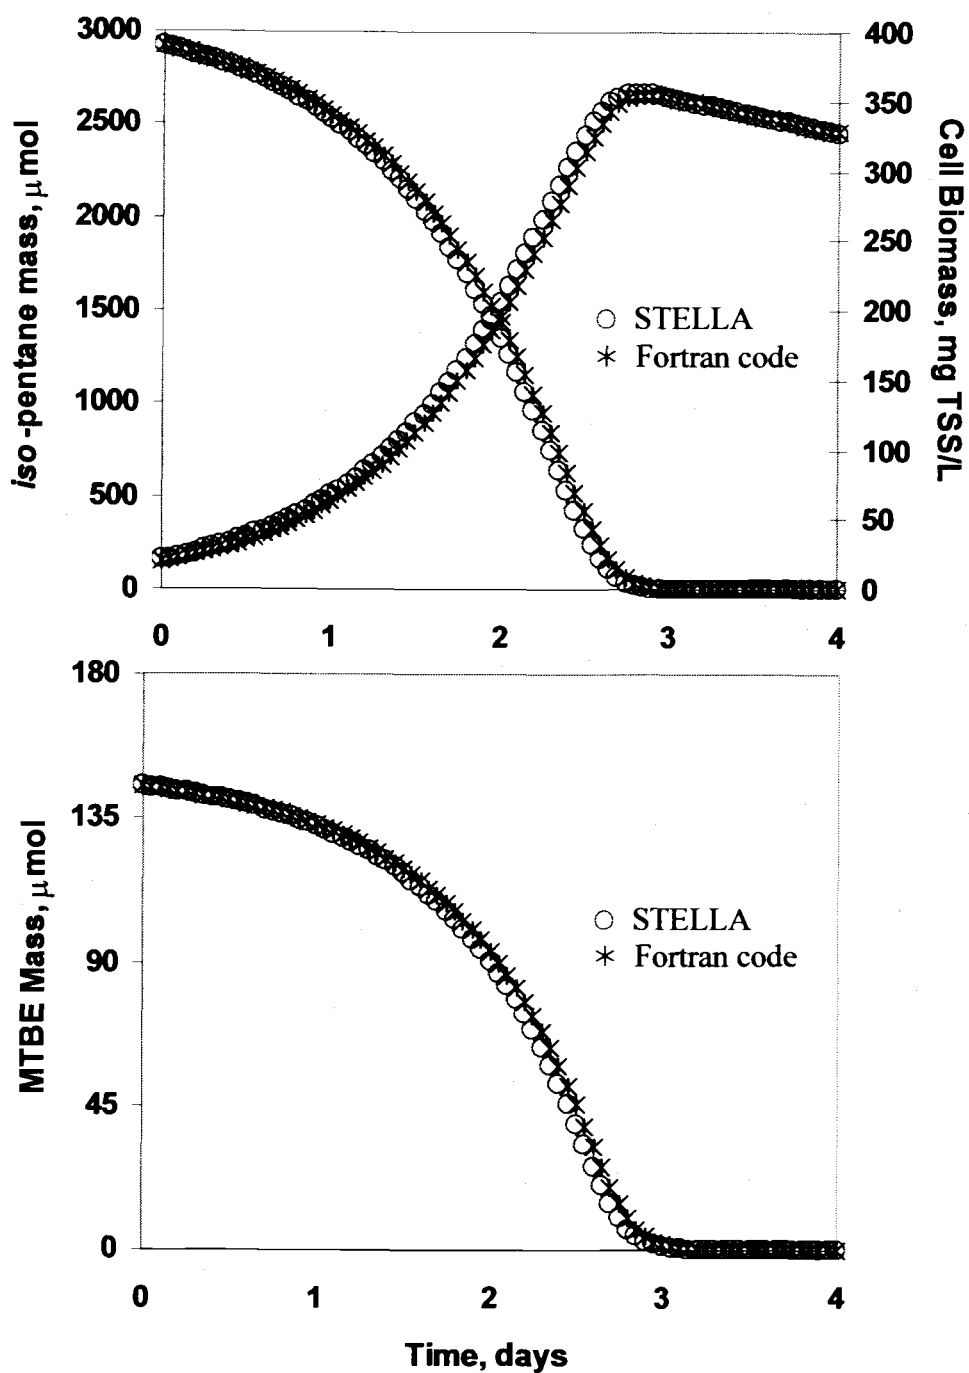 3000
2500
2000
1500
1000
500
0
iso-pentane mass, μmol
400
350
300
250
200
150
100
50
0
Cell Biomass, mg TSS/L
STELLA
Fortran code
0 1 2 3 4
180
135
90
45
0
MTBE Mass, μmol
STELLA
Fortran code
0 1 2 3 4
Time, days